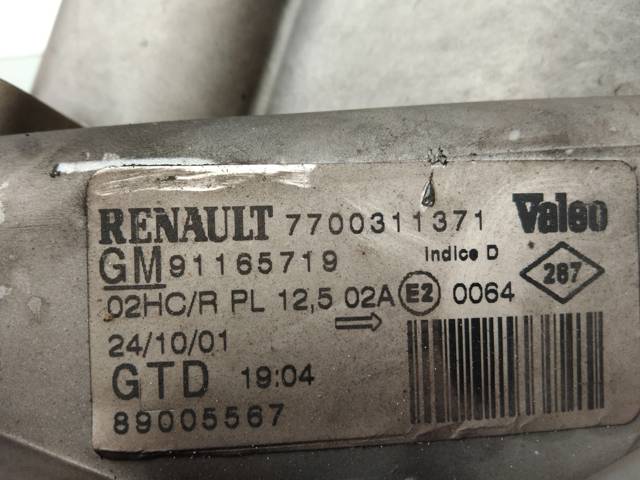 RENAULT 7700311371 Valeo
GM 91165719 Indice D
287
02HC/R PL 12,5 02A E2 0064
24/10/01
GTD 19:04
89005567